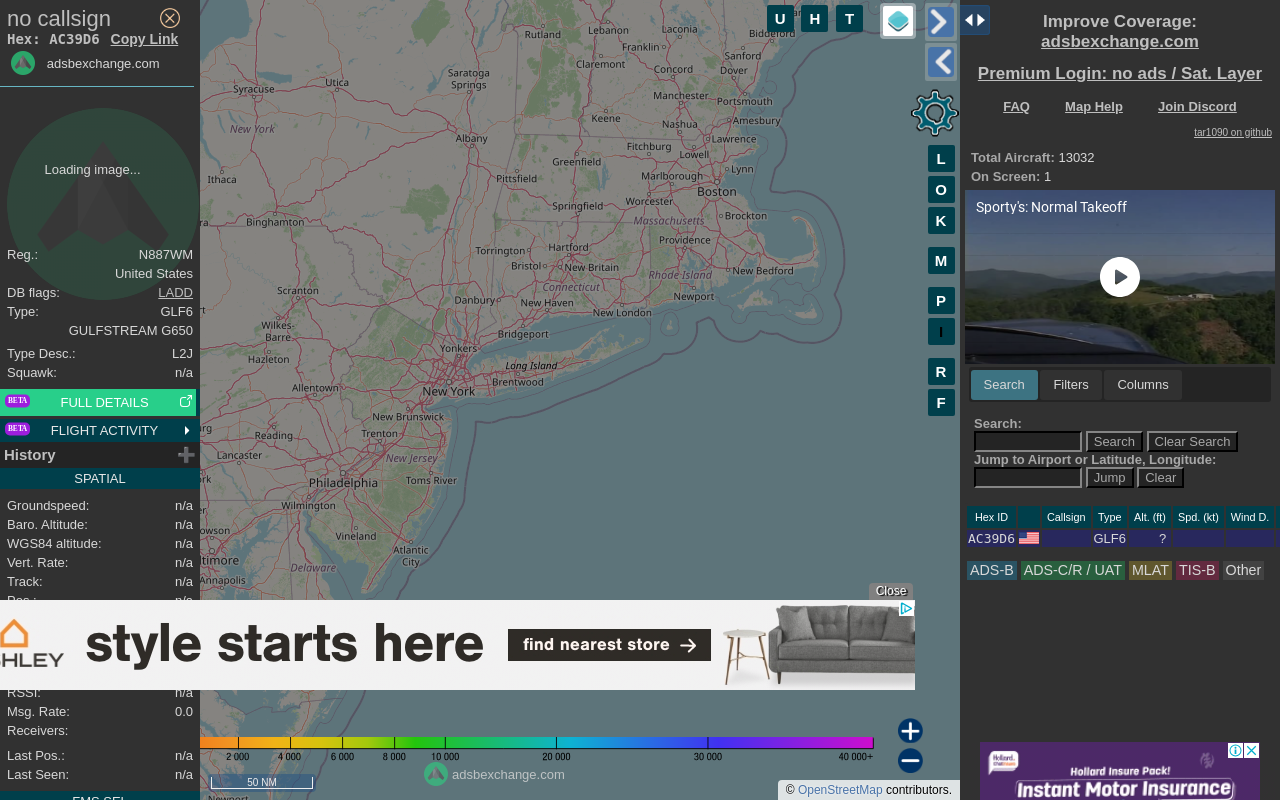 no callsign
Hex: AC39D6 Copy Link
adsbexchange.com
Loading image...
Reg.: N887WM
United States
DB flags: LADD
Type: GLF6
GULFSTREAM G650
Type Desc.: L2J
Squawk: n/a
BETA FULL DETAILS
BETA FLIGHT ACTIVITY
History
SPATIAL
Groundspeed: n/a
Baro. Altitude: n/a
WGS84 altitude: n/a
Vert. Rate: n/a
Track: n/a
Pos.: n/a
RSSI: n/a
Msg. Rate: 0.0
Receivers:
Last Pos.: n/a
Last Seen: n/a
FMS SEL
U H T
Rutland
Lebanon
Laconia
Biddeford
Franklin
Sanford
Claremont
Concord
Dover
Saratoga
Springs
Utica
Syracuse
Manchester
Portsmouth
New York
Keene
Nashua
Amesbury
Albany
Lawrence
Fitchburg
Greenfield
Lowell
Ithaca
Pittsfield
Marlborough
Lynn
Boston
Worcester
Springfield
Binghamton
Massachusetts
Brockton
Providence
Hartford
Torrington
Bristol
New Britain
New Bedford
Rhode Island
Connecticut
Scranton
Danbury
New Haven
Newport
New London
Wilkes-
Barre
Bridgeport
Yonkers
Hazleton
Long Island
Brentwood
Allentown
New York
New Brunswick
Reading
Trenton
Lancaster
New Jersey
Philadelphia
Toms River
Wilmington
Vineland
Atlantic
City
Delaware
Annapolis
L
O
K
M
P
I
R
F
Close
style starts here
find nearest store →
2 000 4 000 6 000 8 000 10 000 20 000 30 000 40 000+
50 NM
adsbexchange.com
© OpenStreetMap contributors.
Improve Coverage:
adsbexchange.com
Premium Login: no ads / Sat. Layer
FAQ Map Help Join Discord
tar1090 on github
Total Aircraft: 13032
On Screen: 1
Sporty's: Normal Takeoff
Search Filters Columns
Search:
Search Clear Search
Jump to Airport or Latitude, Longitude:
Jump Clear
Hex ID Callsign Type Alt. (ft) Spd. (kt) Wind D.
AC39D6 GLF6 ?
ADS-B ADS-C/R / UAT MLAT TIS-B Other
Hollard.
Hollard Insure Pack!
Instant Motor Insurance